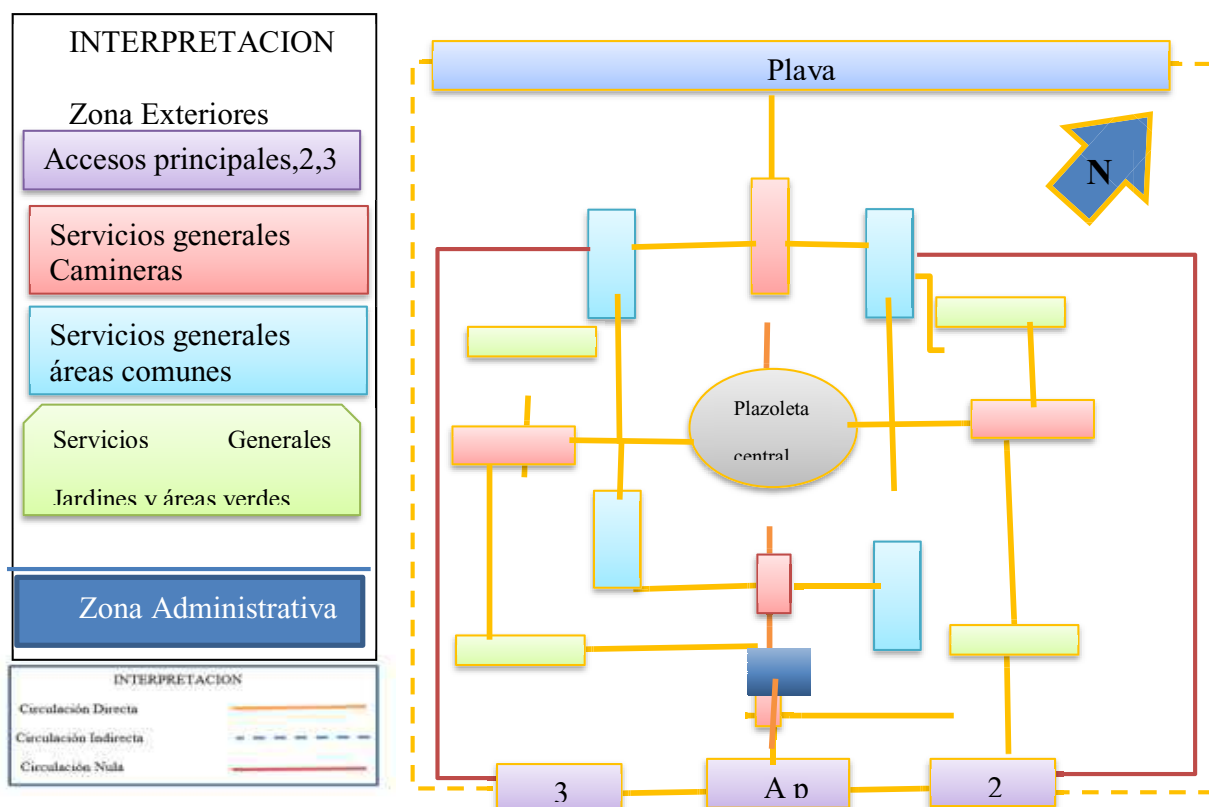 INTERPRETACION
Zona Exteriores
Accesos principales,2,3
Servicios generales
Camineras
Servicios generales
áreas comunes
Servicios Generales
Jardines y áreas verdes
Zona Administrativa
INTERPRETACION
Circulación Directa
Circulación Indirecta
Circulación Nula
Playa
N
Plazoleta
central
3
A p
2